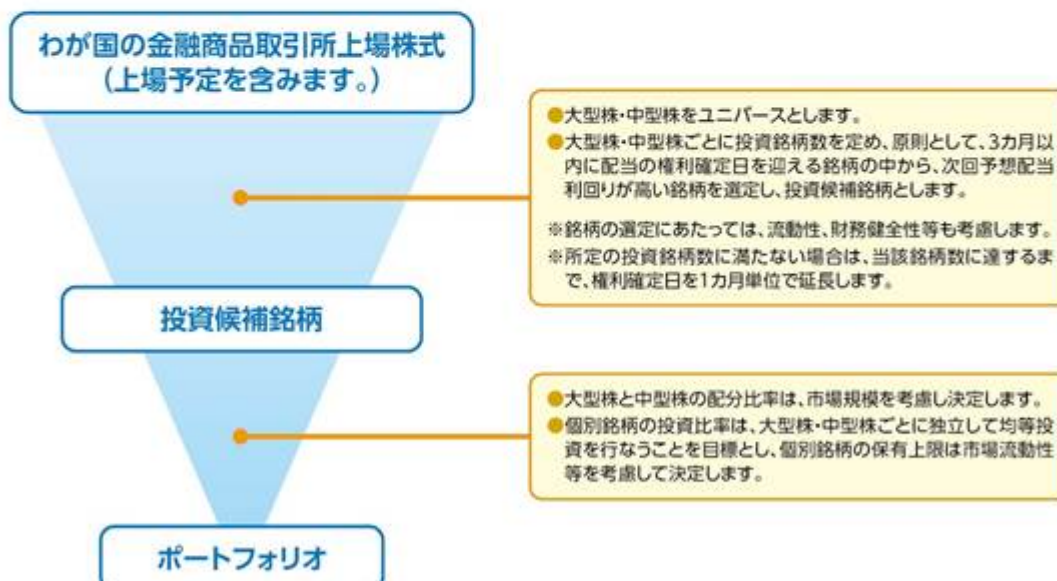 わが国の金融商品取引所上場株式
(上場予定を含みます。)
●大型株・中型株をユニバースとします。
●大型株・中型株ごとに投資銘柄数を定め、原則として、3カ月以
内に配当の権利確定日を迎える銘柄の中から、次回予想配当
利回りが高い銘柄を選定し、投資候補銘柄とします。
※銘柄の選定にあたっては、流動性、財務健全性等も考慮します。
※所定の投資銘柄数に満たない場合は、当該銘柄数に達するま
で、権利確定日を1カ月単位で延長します。
投資候補銘柄
●大型株と中型株の配分比率は、市場規模を考慮し決定します。
●個別銘柄の投資比率は、大型株・中型株ごとに独立して均等投
資を行なうことを目標とし、個別銘柄の保有上限は市場流動性
等を考慮して決定します。
ポートフォリオ